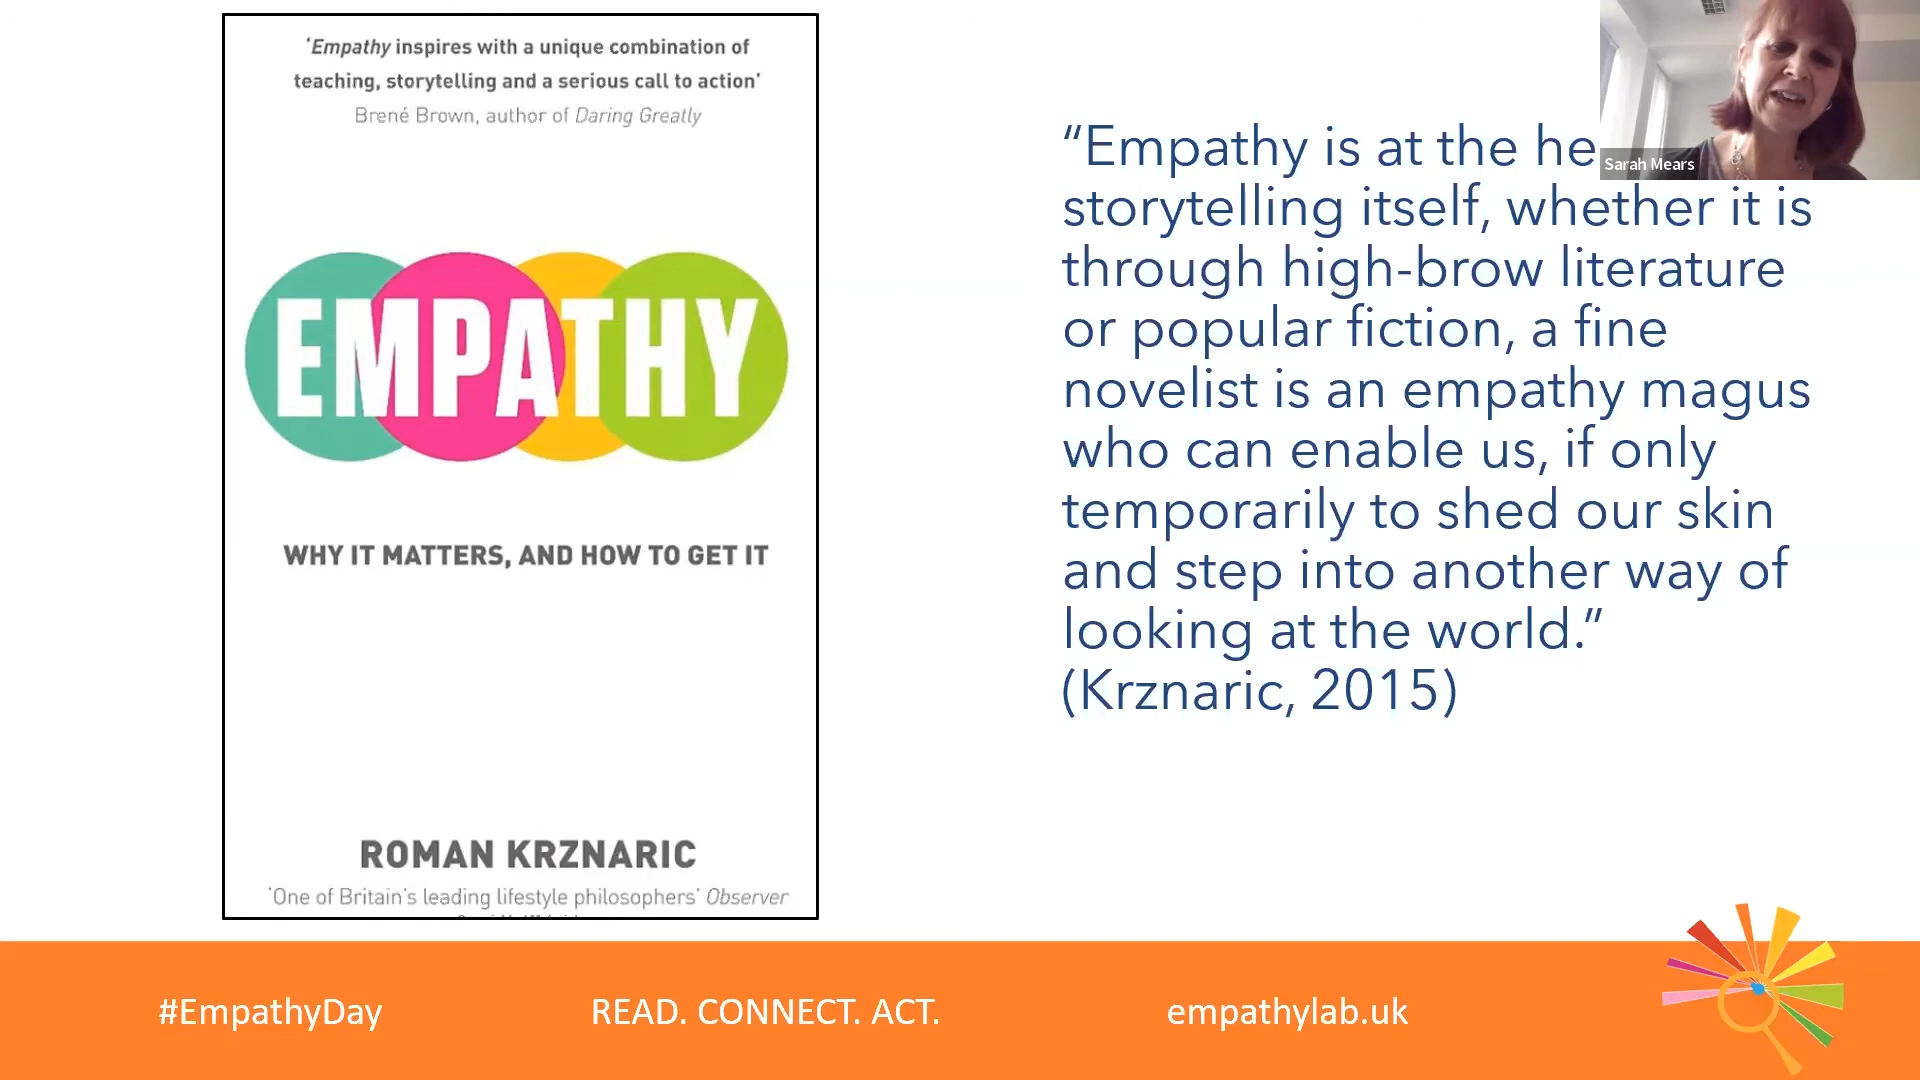 ‘Empathy inspires with a unique combination of
teaching, storytelling and a serious call to action’
Brené Brown, author of Daring Greatly
EMPATHY
WHY IT MATTERS, AND HOW TO GET IT
ROMAN KRZNARIC
‘One of Britain’s leading lifestyle philosophers’ Observer
“Empathy is at the he
storytelling itself, whether it is
through high-brow literature
or popular fiction, a fine
novelist is an empathy magus
who can enable us, if only
temporarily to shed our skin
and step into another way of
looking at the world.”
(Krznaric, 2015)
Sarah Mears
#EmpathyDay
READ. CONNECT. ACT.
empathylab.uk